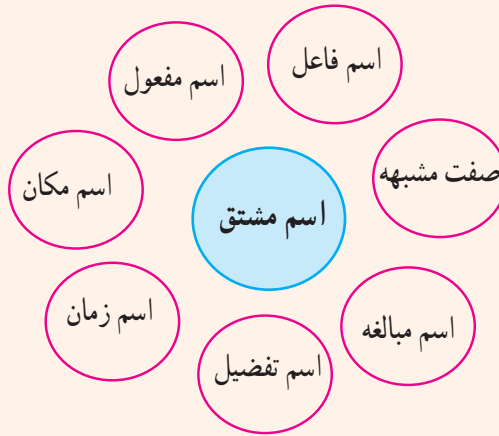 اسم فاعل
اسم مفعول
صفت مشبهه
اسم مکان
اسم مشتق
اسم زمان
اسم مبالغه
اسم تفضیل